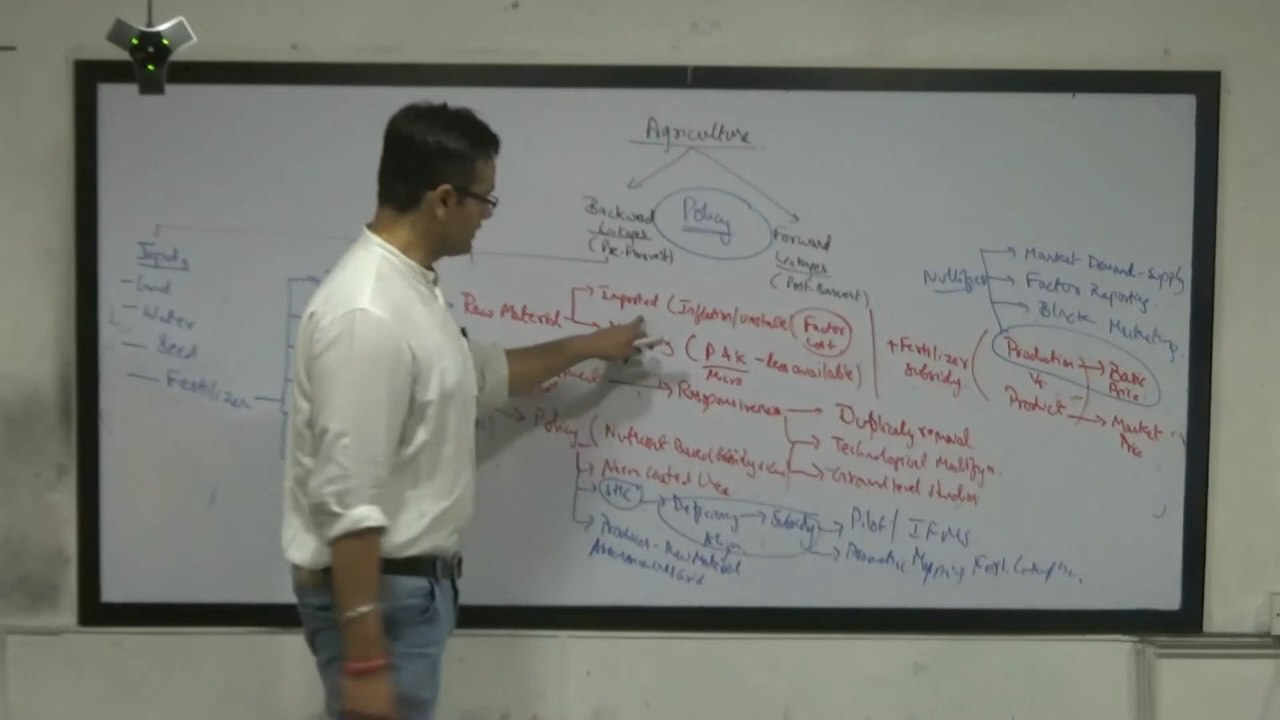 Agriculture
Policy
Backward
Linkages
(Pre-Harvest)
Forward
Linkages
(Post-Harvest)
Inputs
- Land
- Water
- Seed
- Fertilizer
Raw Material
Imported (Inflation/unstable) Factor
Cost
(P & K - less available)
Micro
+ Fertilizer
subsidy
Nullifies
Market Demand-Supply
Factor Reporting
Black Marketing
Production
Vs.
Product
Basic
Price
Market
Price
Responsiveness
Duplicacy removal
Technological
Ground level studies
Policy (Nutrient Based Subsidy
Neem Coated Urea
SHC
Deficiency
Align
Subsidy
Pilot / IFMS
Mapping
Product - Raw Material